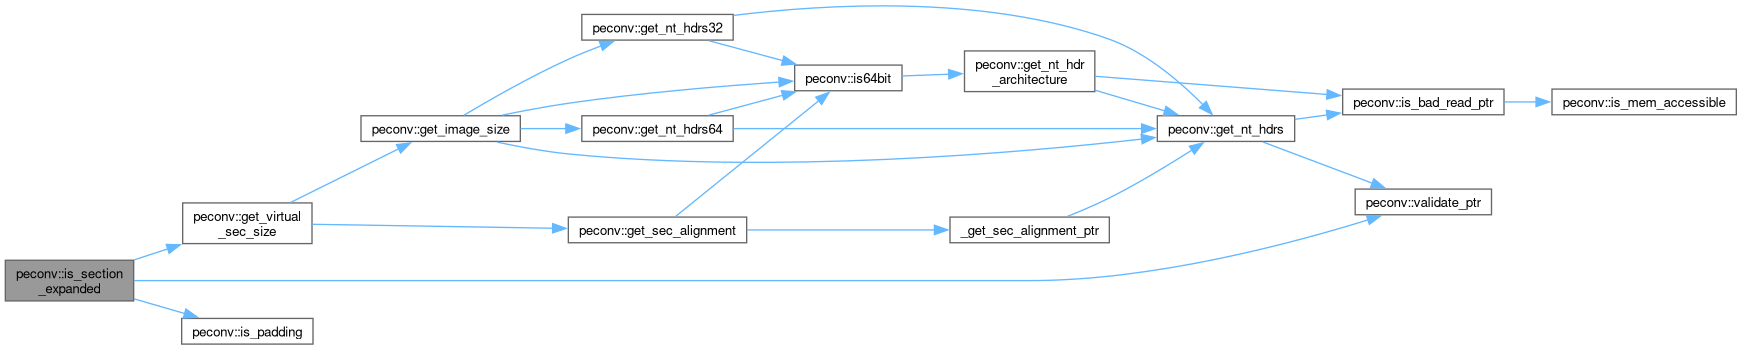 peconv::is_section
_expanded
peconv::get_virtual
_sec_size
peconv::is_padding
peconv::get_image_size
peconv::get_nt_hdrs32
peconv::get_nt_hdrs64
peconv::get_sec_alignment
peconv::is64bit
peconv::get_nt_hdr
_architecture
_get_sec_alignment_ptr
peconv::get_nt_hdrs
peconv::is_bad_read_ptr
peconv::validate_ptr
peconv::is_mem_accessible